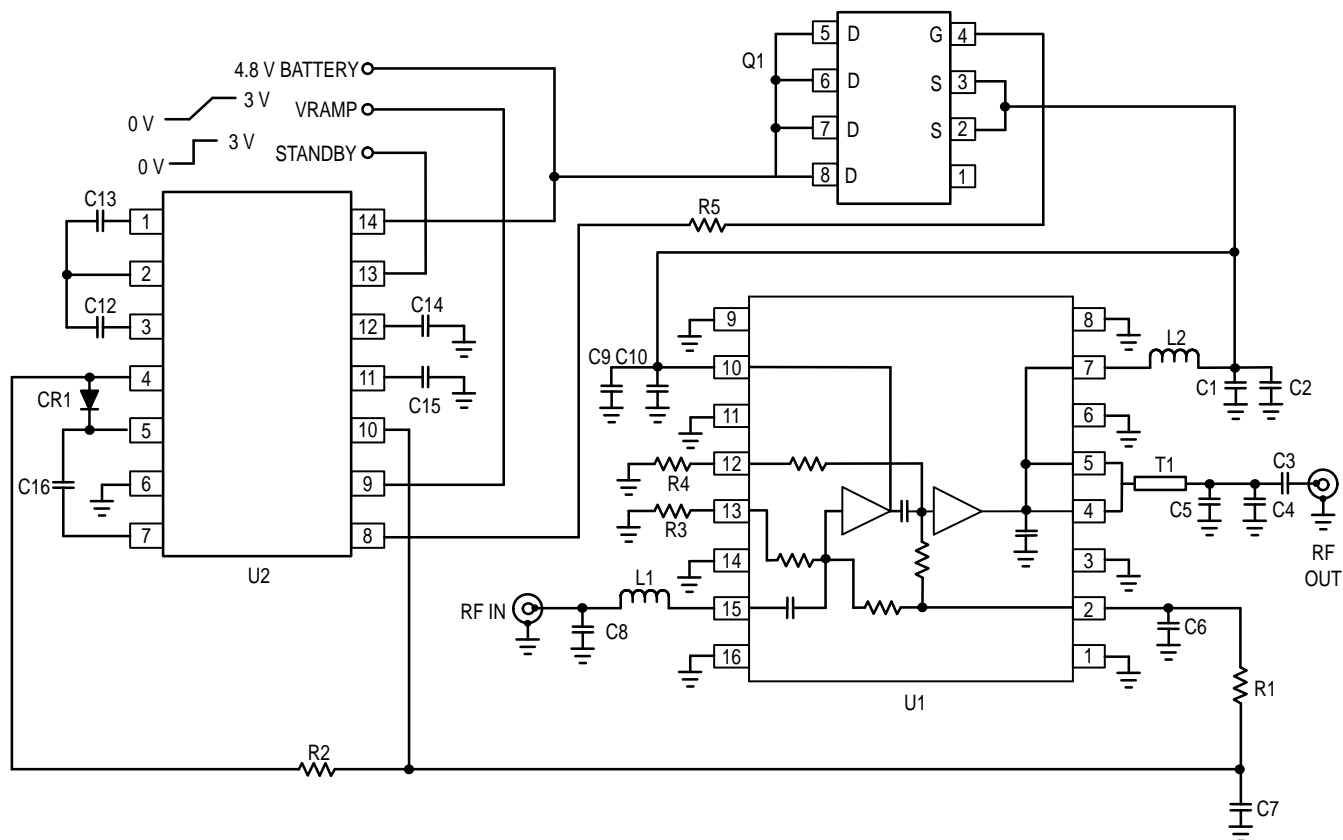 5 D G 4
Q1
4.8 V BATTERY
6 D S 3
0 V 3 V
VRAMP
7 D S 2
0 V 3 V
STANDBY
8 D 1
C13
R5
1 14
2 13
C12 C14
3 12
9 8
L2
C9 C10
4 11
10 7
CR1
C15
C1 C2
5 10
11 6
C16
6 9
12 5
R4
T1
C3
7 8
13 4
R3
C5 C4
U2
14 3
RF
OUT
L1
RF IN
15 2
C8
C6
16 1
R1
U1
R2
C7